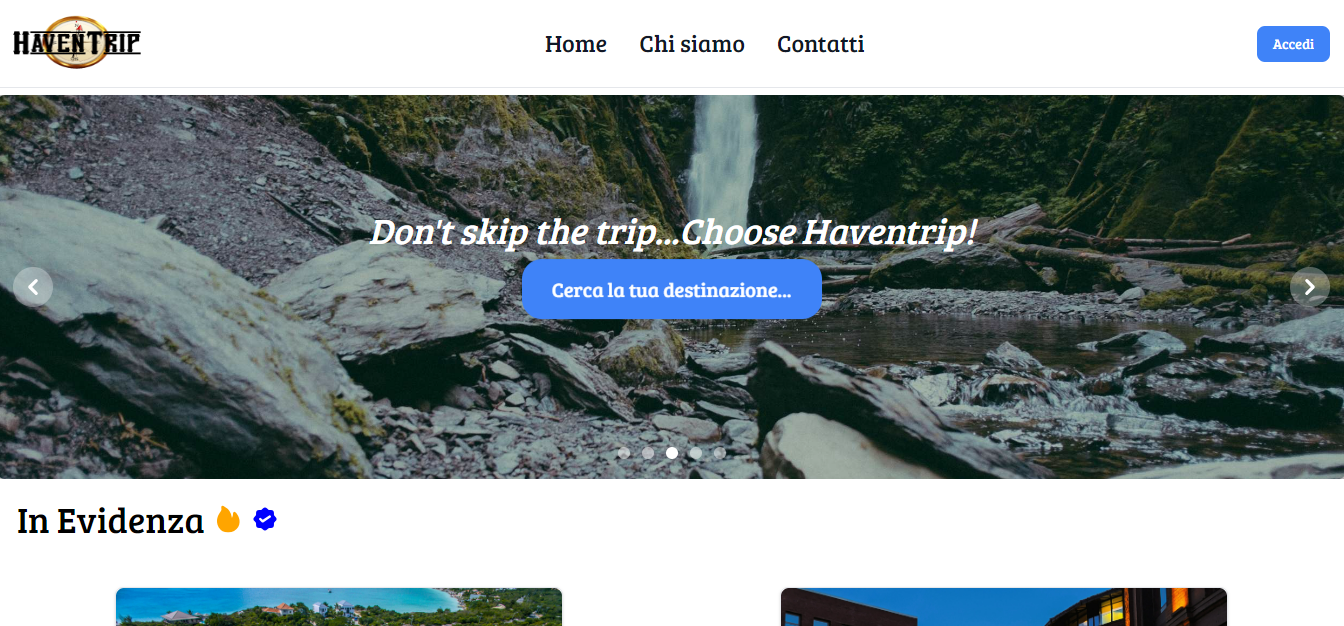 HAVENTRIP
Home Chi siamo Contatti
Accedi
Don't skip the trip...Choose Haventrip!
Cerca la tua destinazione...
In Evidenza